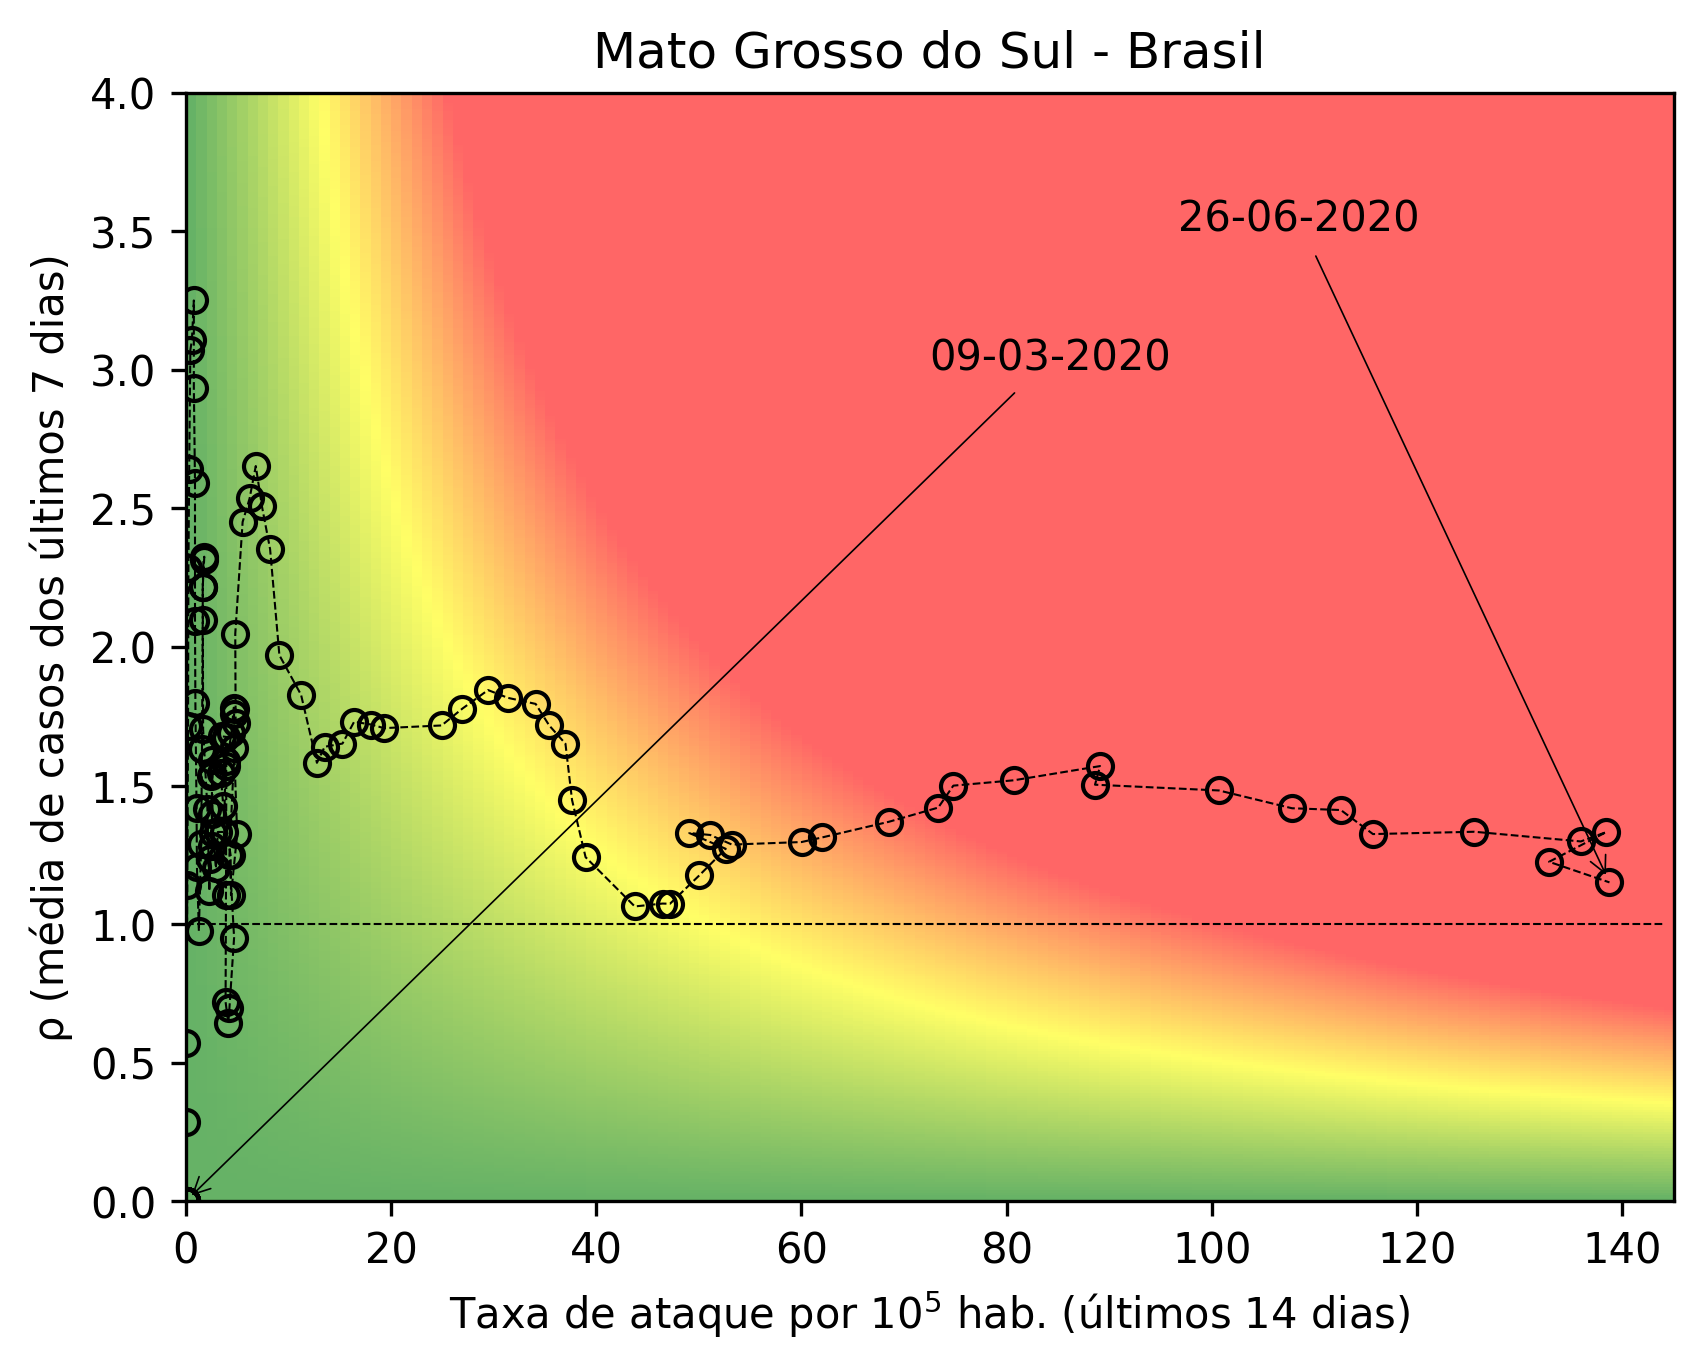 Mato Grosso do Sul - Brasil
4.0
3.5
3.0
2.5
2.0
1.5
1.0
0.5
0.0
ρ (média de casos dos últimos 7 dias)
26-06-2020
09-03-2020
0 20 40 60 80 100 120 140
Taxa de ataque por 10⁵ hab. (últimos 14 dias)